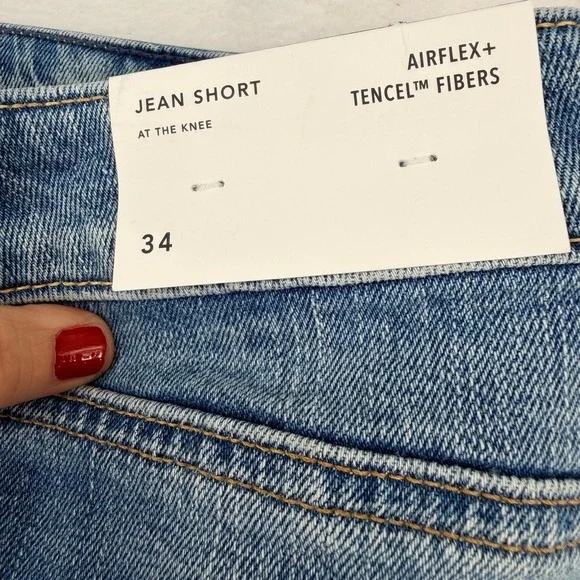 JEAN SHORT
AT THE KNEE
AIRFLEX+
TENCEL™ FIBERS
34